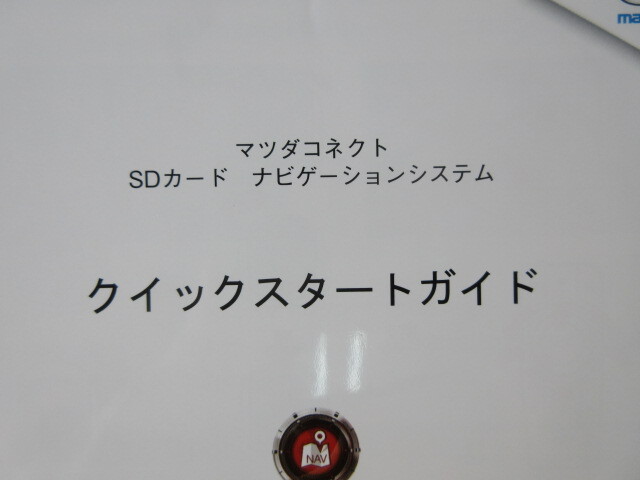 マツダコネクト
SDカード ナビゲーションシステム
クイックスタートガイド
NAV